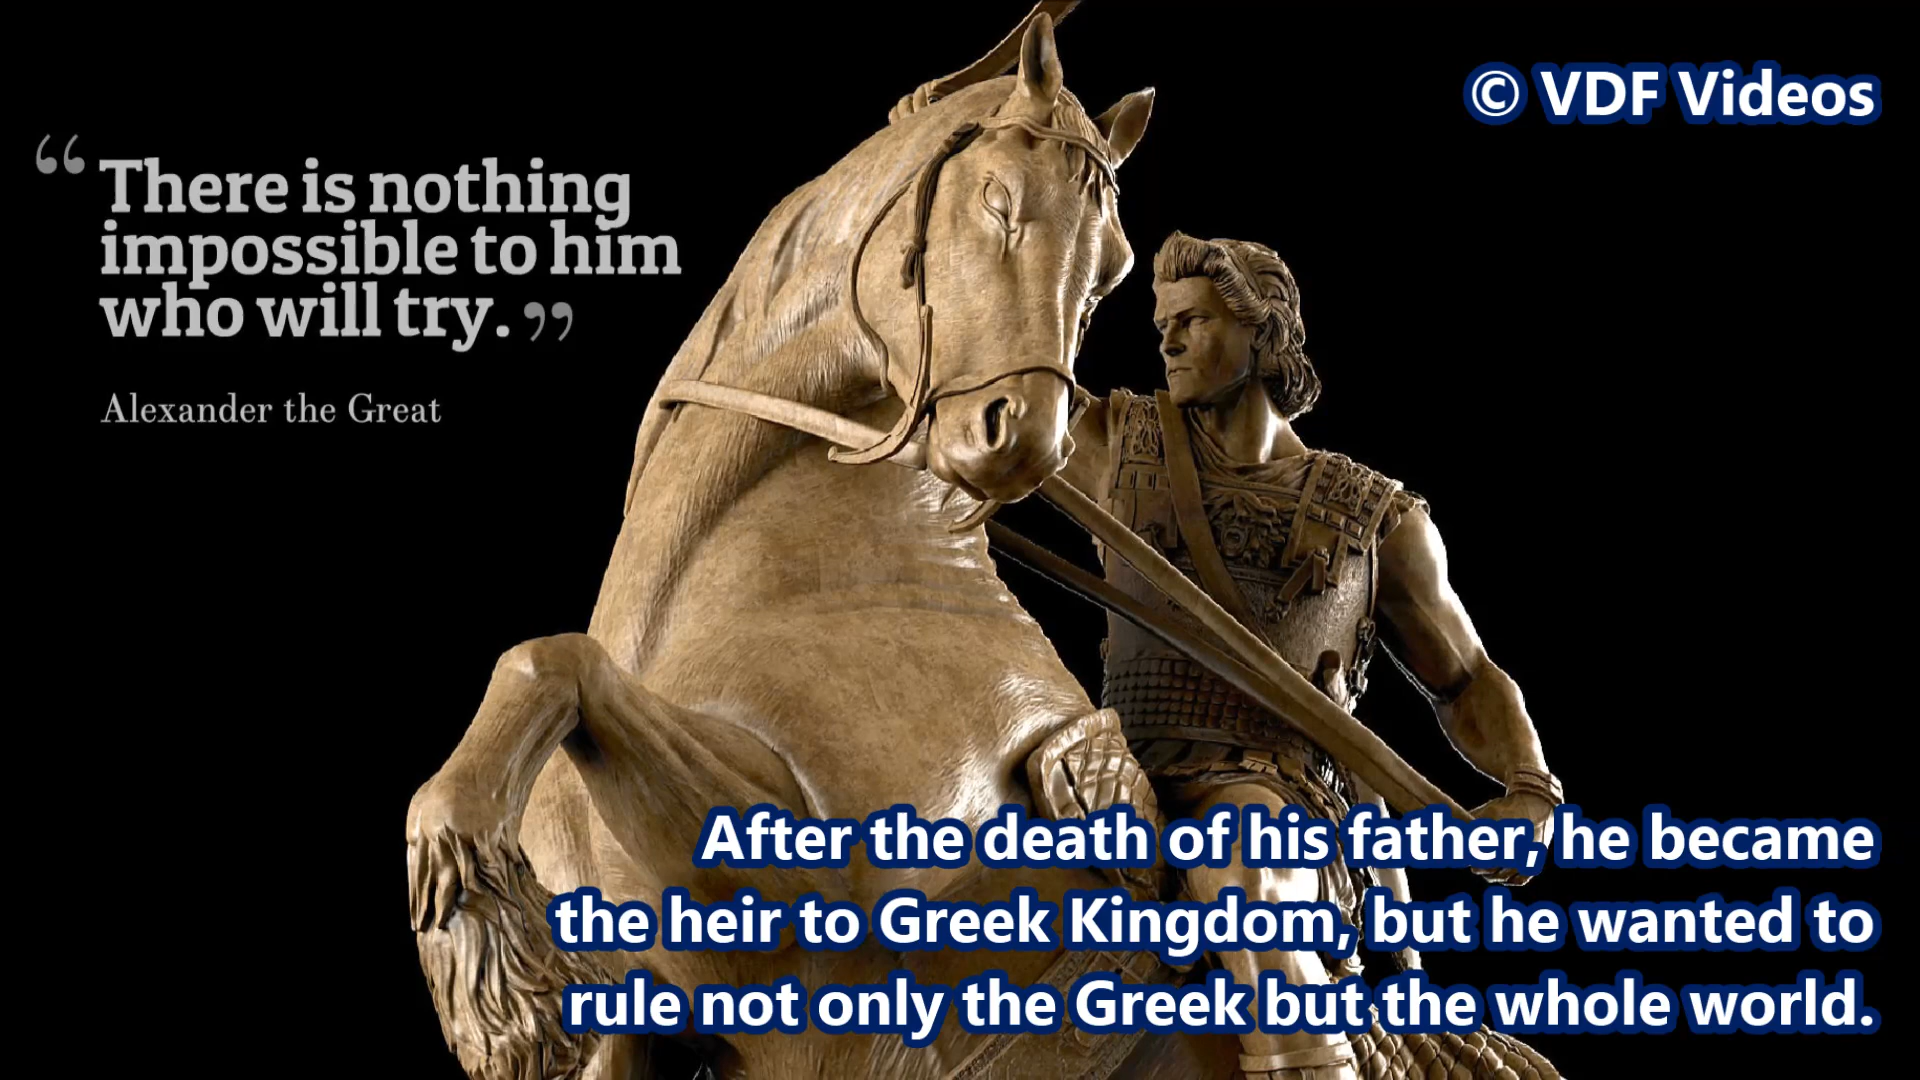 © VDF Videos
“There is nothing
impossible to him
who will try.”
Alexander the Great
After the death of his father, he became
the heir to Greek Kingdom, but he wanted to
rule not only the Greek but the whole world.